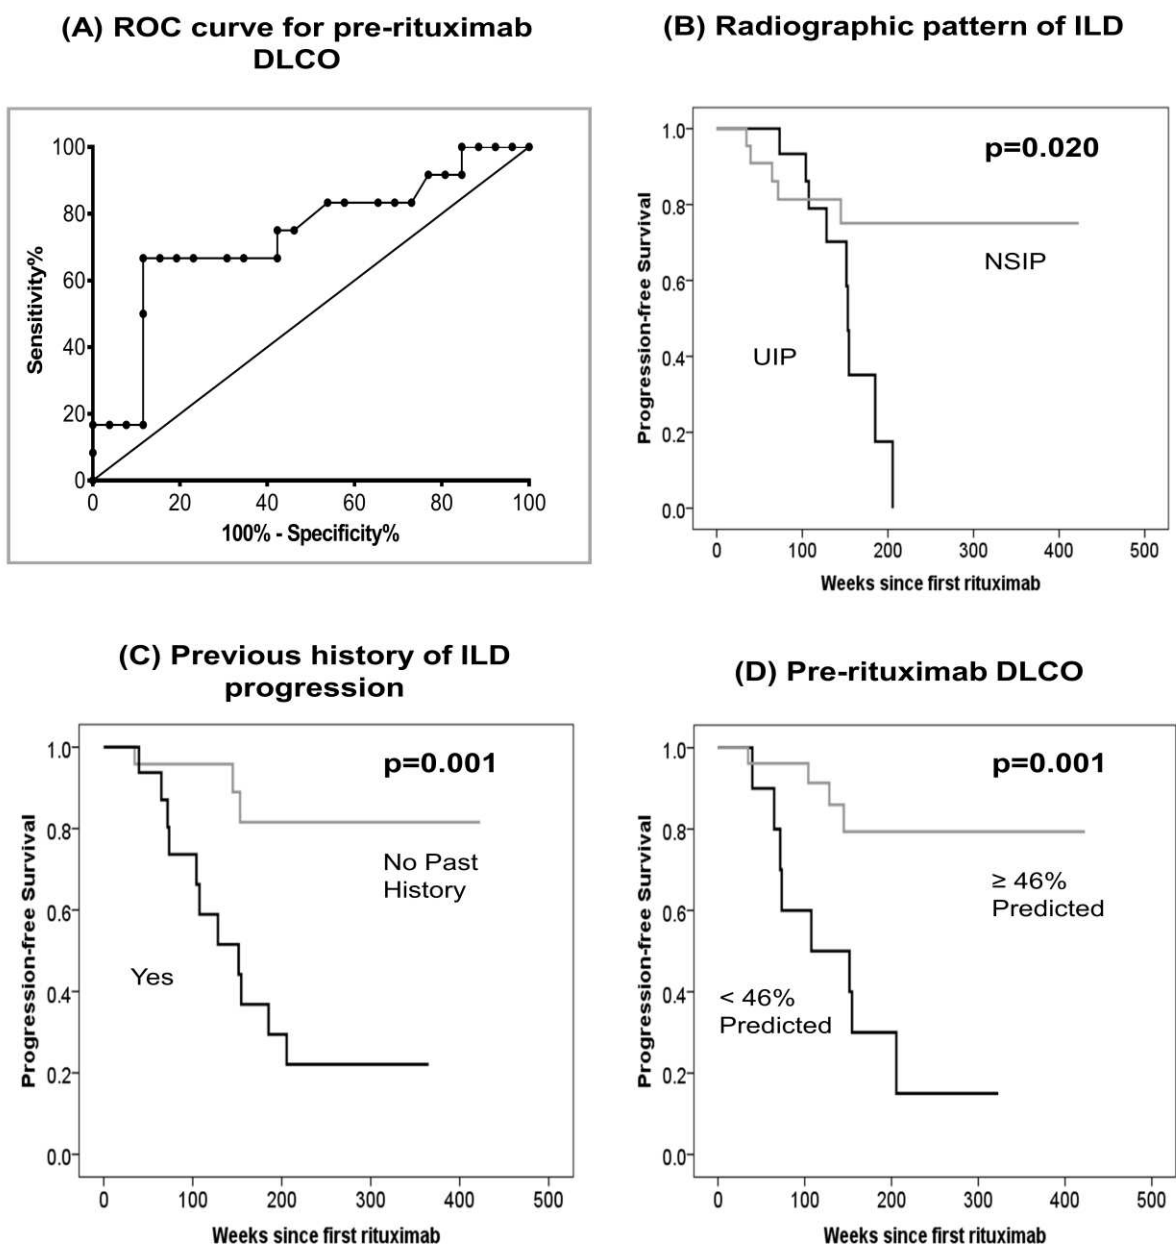 (A) ROC curve for pre-rituximab
DLCO
100
80
60
40
20
0
Sensitivity%
0 20 40 60 80 100
100% - Specificity%
(B) Radiographic pattern of ILD
p=0.020
1.0
0.8
0.6
0.4
0.2
0.0
Progression-free Survival
NSIP
UIP
0 100 200 300 400 500
Weeks since first rituximab
(C) Previous history of ILD
progression
p=0.001
1.0
0.8
0.6
0.4
0.2
0.0
Progression-free Survival
No Past
History
Yes
0 100 200 300 400 500
Weeks since first rituximab
(D) Pre-rituximab DLCO
p=0.001
1.0
0.8
0.6
0.4
0.2
0.0
Progression-free Survival
≥ 46%
Predicted
< 46%
Predicted
0 100 200 300 400 500
Weeks since first rituximab